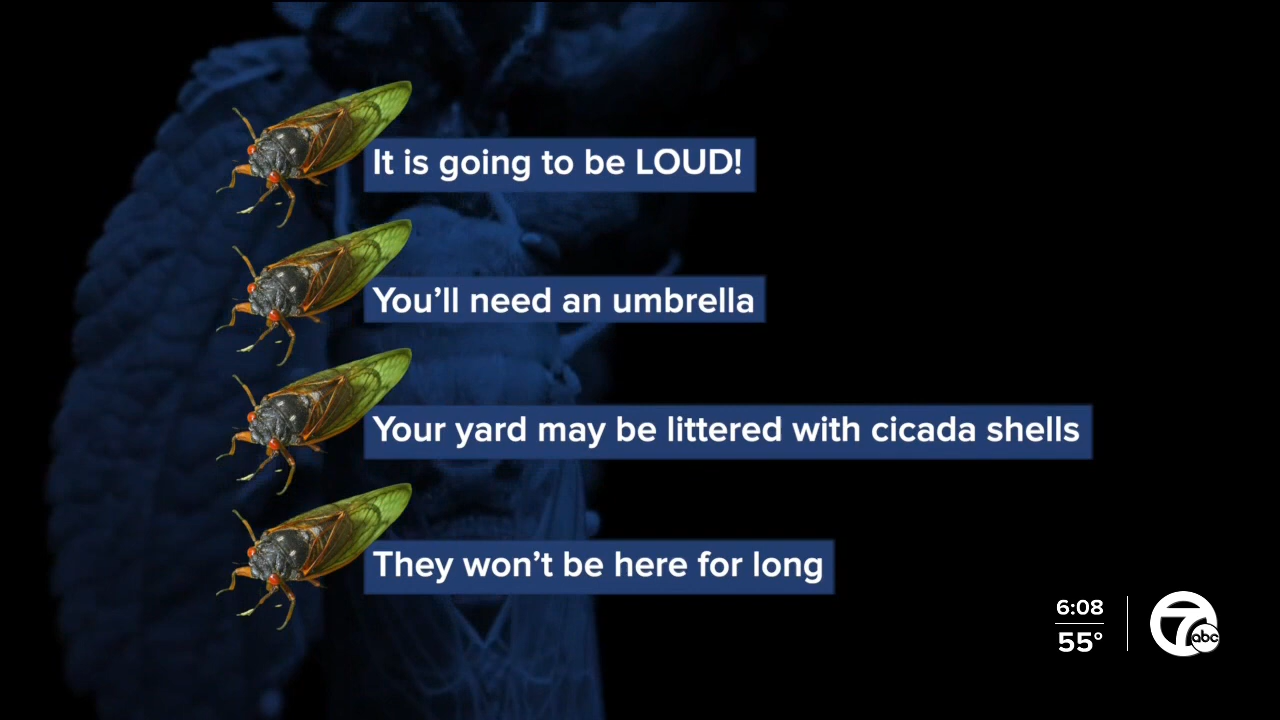 It is going to be LOUD!
You'll need an umbrella
Your yard may be littered with cicada shells
They won't be here for long
6:08
55°
7 abc